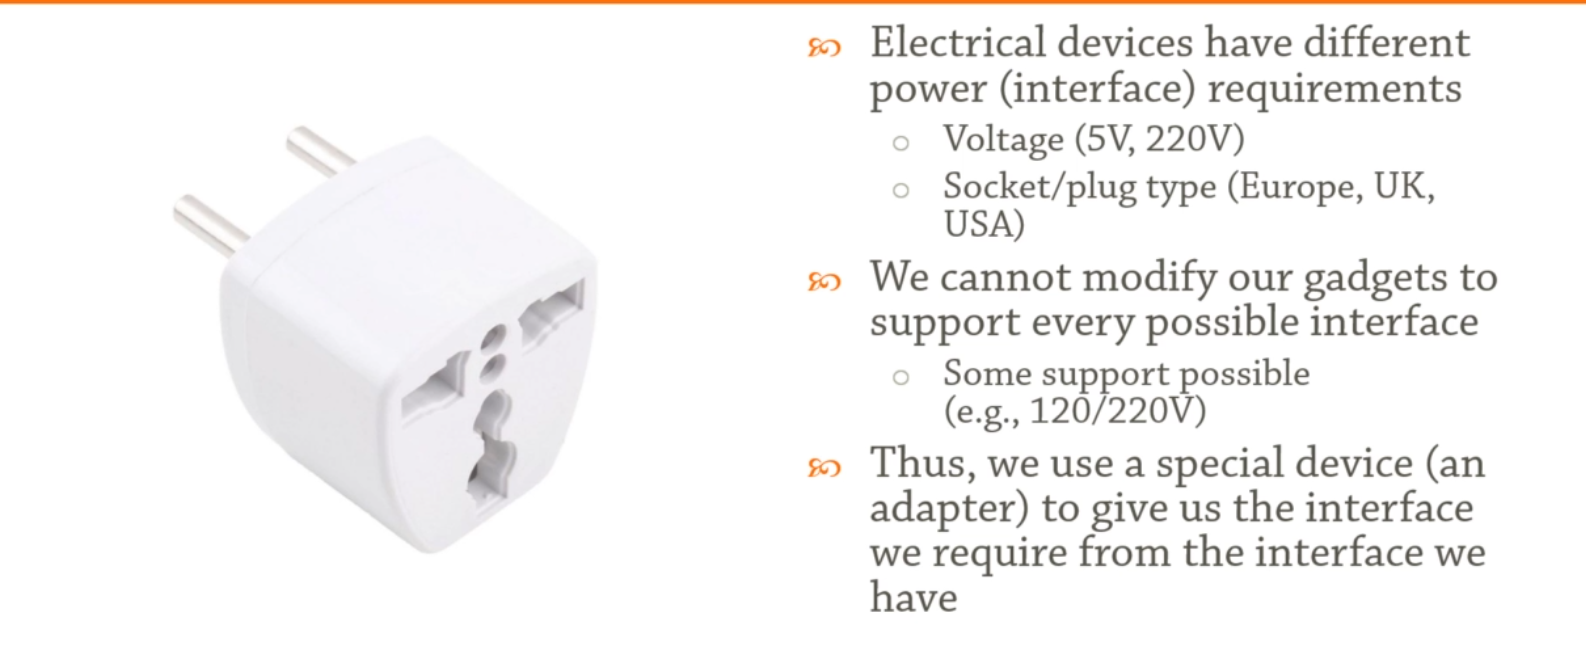 Electrical devices have different
power (interface) requirements
Voltage (5V, 220V)
Socket/plug type (Europe, UK,
USA)
We cannot modify our gadgets to
support every possible interface
Some support possible
(e.g., 120/220V)
Thus, we use a special device (an
adapter) to give us the interface
we require from the interface we
have